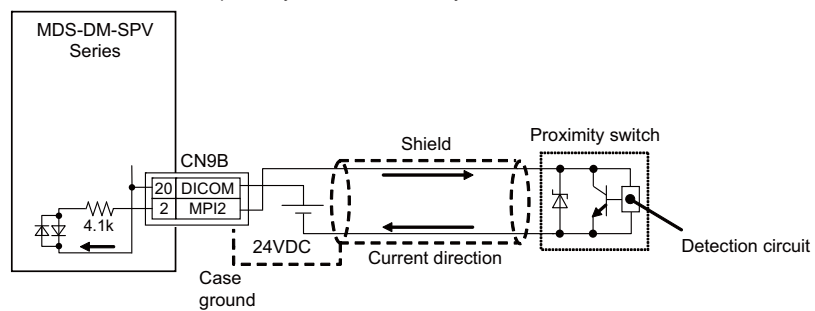 MDS-DM-SPV
Series
CN9B
20 DICOM
2 MPI2
4.1k
24VDC
Case
ground
Shield
Current direction
Proximity switch
Detection circuit